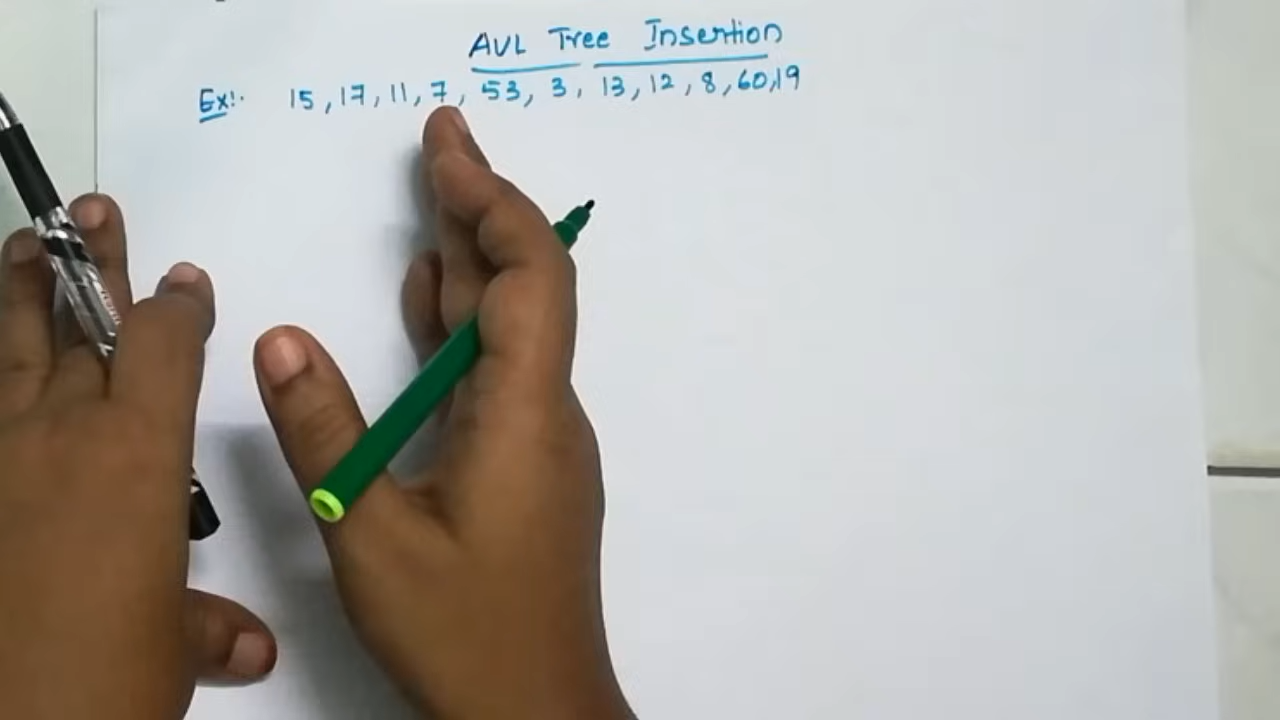 AVL Tree Insertion
Ex:- 15, 17, 11, 7, 53, 3, 13, 12, 8, 60, 19